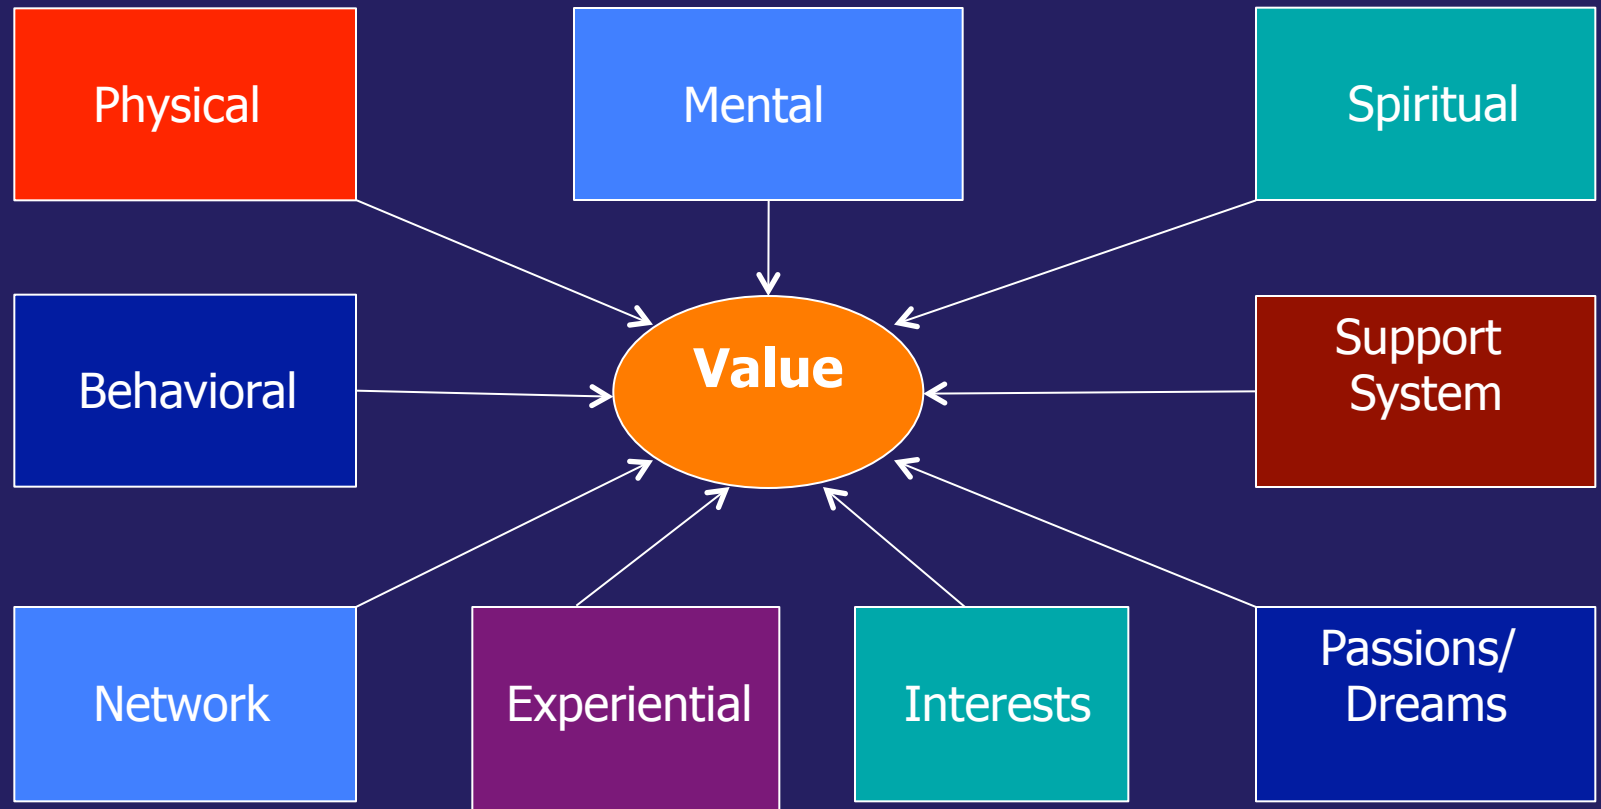 Physical
Mental
Spiritual
Behavioral
Value
Support
System
Network
Experiential
Interests
Passions/
Dreams